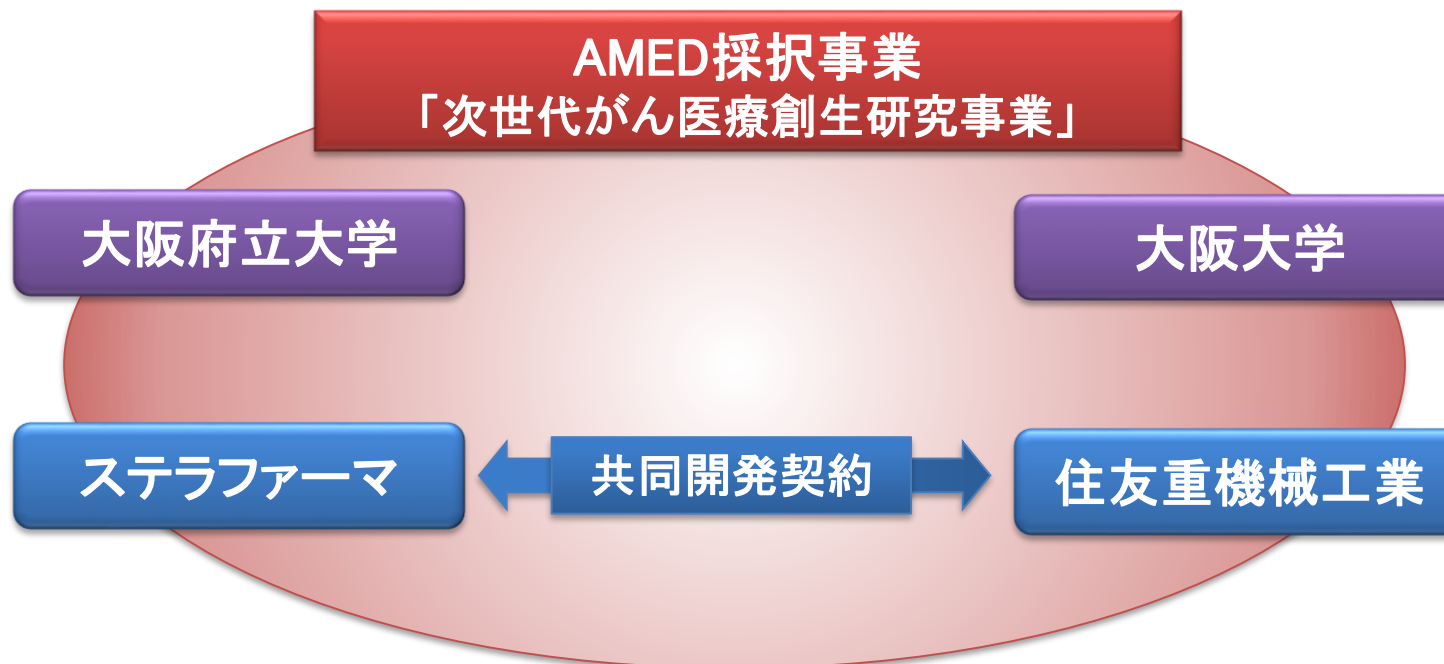 AMED採択事業
「次世代がん医療創生研究事業」
大阪府立大学
大阪大学
ステラファーマ
共同開発契約
住友重機械工業